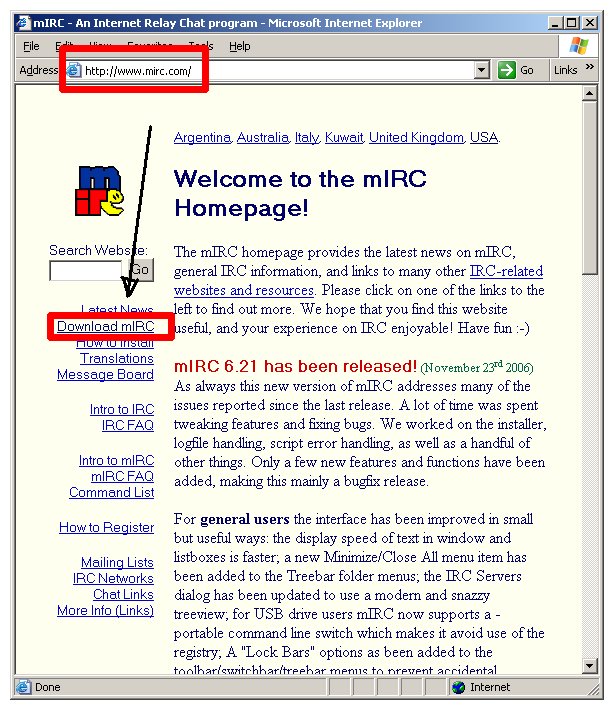 mIRC - An Internet Relay Chat program - Microsoft Internet Explorer
File Edit View Favorites Tools Help
Address http://www.mirc.com/ Go Links »
Argentina, Australia, Italy, Kuwait, United Kingdom, USA.
mIRC
Welcome to the mIRC
Homepage!
Search Website:
Go
Latest News
Download mIRC
How to Install
Translations
Message Board
Intro to IRC
IRC FAQ
Intro to mIRC
mIRC FAQ
Command List
How to Register
Mailing Lists
IRC Networks
Chat Links
More Info (Links)
The mIRC homepage provides the latest news on mIRC,
general IRC information, and links to many other IRC-related
websites and resources. Please click on one of the links to the
left to find out more. We hope that you find this website
useful, and your experience on IRC enjoyable! Have fun :-)
mIRC 6.21 has been released! (November 23rd 2006)
As always this new version of mIRC addresses many of the
issues reported since the last release. A lot of time was spent
tweaking features and fixing bugs. We worked on the installer,
logfile handling, script error handling, as well as a handful of
other things. Only a few new features and functions have been
added, making this mainly a bugfix release.
For general users the interface has been improved in small
but useful ways: the display speed of text in window and
listboxes is faster; a new Minimize/Close All menu item has
been added to the Treebar folder menus; the IRC Servers
dialog has been updated to use a modern and snazzy
treeview; for USB drive users mIRC now supports a -
portable command line switch which makes it avoid use of the
registry; A "Lock Bars" options as been added to the
toolbar/switchbar/treebar menus to prevent accidental
Done Internet